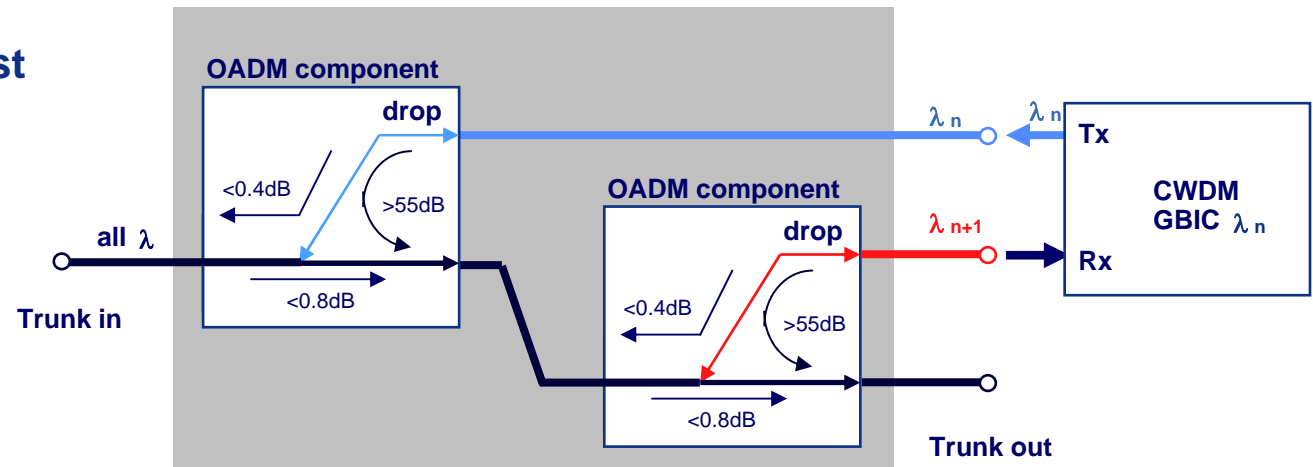 st
OADM component
drop
<0.4dB
>55dB
<0.8dB
all λ
Trunk in
OADM component
drop
<0.4dB
>55dB
<0.8dB
λ n
λ n
λ n+1
Tx
CWDM
GBIC λ n
Rx
Trunk out